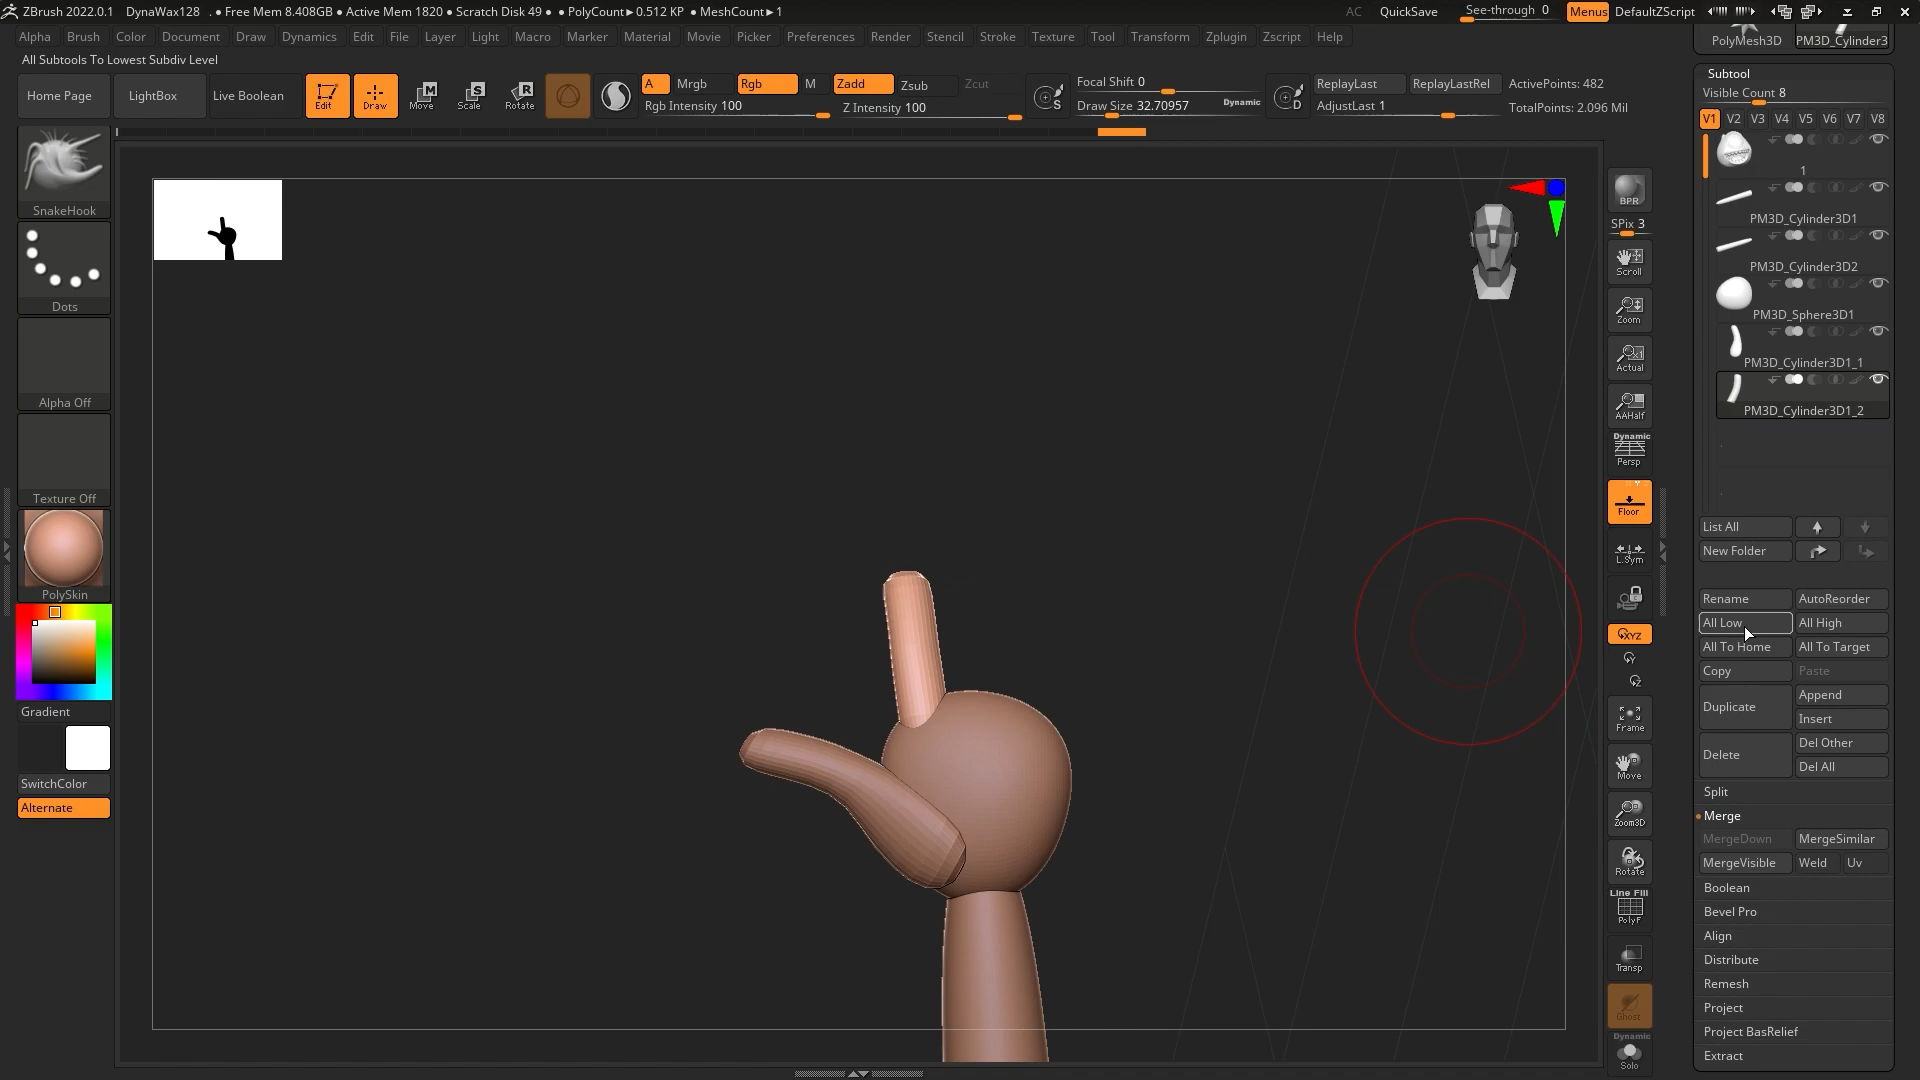 ZBrush 2022.0.1 DynaWax128 . ● Free Mem 8.408GB ● Active Mem 1820 ● Scratch Disk 49 ● ● PolyCount►0.512 KP ● MeshCount►1 AC QuickSave See-through 0 Menus DefaultZScript
Alpha Brush Color Document Draw Dynamics Edit File Layer Light Macro Marker Material Movie Picker Preferences Render Stencil Stroke Texture Tool Transform Zplugin Zscript Help
All Subtools To Lowest Subdiv Level
Home Page LightBox Live Boolean Edit Draw Move Scale Rotate
M S R
A Mrgb Rgb M Zadd Zsub Zcut
Rgb Intensity 100 Z Intensity 100
Focal Shift 0
Draw Size 32.70957 Dynamic
S D
ReplayLast ReplayLastRel
AdjustLast 1
ActivePoints: 482
TotalPoints: 2.096 Mil
SnakeHook
Dots
Alpha Off
Texture Off
PolySkin
Gradient
SwitchColor
Alternate
BPR
SPix 3
Scroll
Zoom
Actual
AAHalf
Dynamic
Persp
Floor
L.Sym
XYZ
Y
Z
Frame
Move
Zoom3D
Rotate
Line Fill
PolyF
Transp
Ghost
Dynamic
Solo
PolyMesh3D PM3D_Cylinder3
Subtool
Visible Count 8
V1 V2 V3 V4 V5 V6 V7 V8
1
PM3D_Cylinder3D1
PM3D_Cylinder3D2
PM3D_Sphere3D1
PM3D_Cylinder3D1_1
PM3D_Cylinder3D1_2
List All
New Folder
Rename AutoReorder
All Low All High
All To Home All To Target
Copy Paste
Duplicate Append
Insert
Delete Del Other
Del All
Split
Merge
MergeDown MergeSimilar
MergeVisible Weld Uv
Boolean
Bevel Pro
Align
Distribute
Remesh
Project
Project BasRelief
Extract